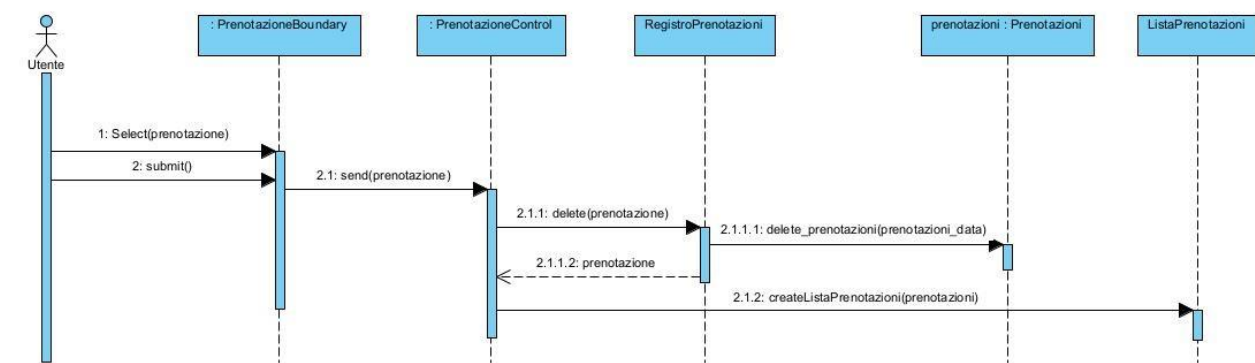 : PrenotazioneBoundary
: PrenotazioneControl
RegistroPrenotazioni
prenotazioni : Prenotazioni
ListaPrenotazioni
Utente
1: Select(prenotazione)
2: submit()
2.1: send(prenotazione)
2.1.1: delete(prenotazione)
2.1.1.1: delete_prenotazioni(prenotazioni_data)
2.1.1.2: prenotazione
2.1.2: createListaPrenotazioni(prenotazioni)